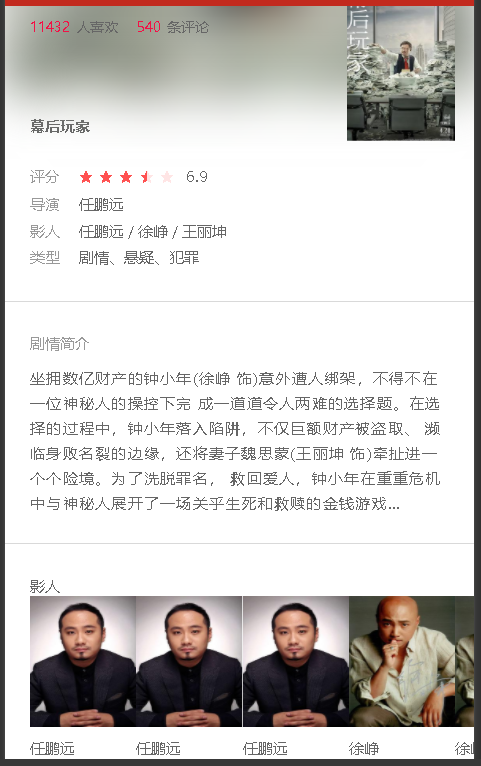 11432 人喜欢 540 条评论
后玩家
幕后玩家
评分 6.9
导演 任鹏远
影人 任鹏远 / 徐峥 / 王丽坤
类型 剧情、悬疑、犯罪
剧情简介
坐拥数亿财产的钟小年(徐峥 饰)意外遭人绑架，不得不在
一位神秘人的操控下完 成一道道令人两难的选择题。在选
择的过程中，钟小年落入陷阱，不仅巨额财产被盗取、 濒
临身败名裂的边缘，还将妻子魏思蒙(王丽坤 饰)牵扯进一
个个险境。为了洗脱罪名， 救回爱人，钟小年在重重危机
中与神秘人展开了一场关乎生死和救赎的金钱游戏...
影人
任鹏远 任鹏远 任鹏远 徐峥